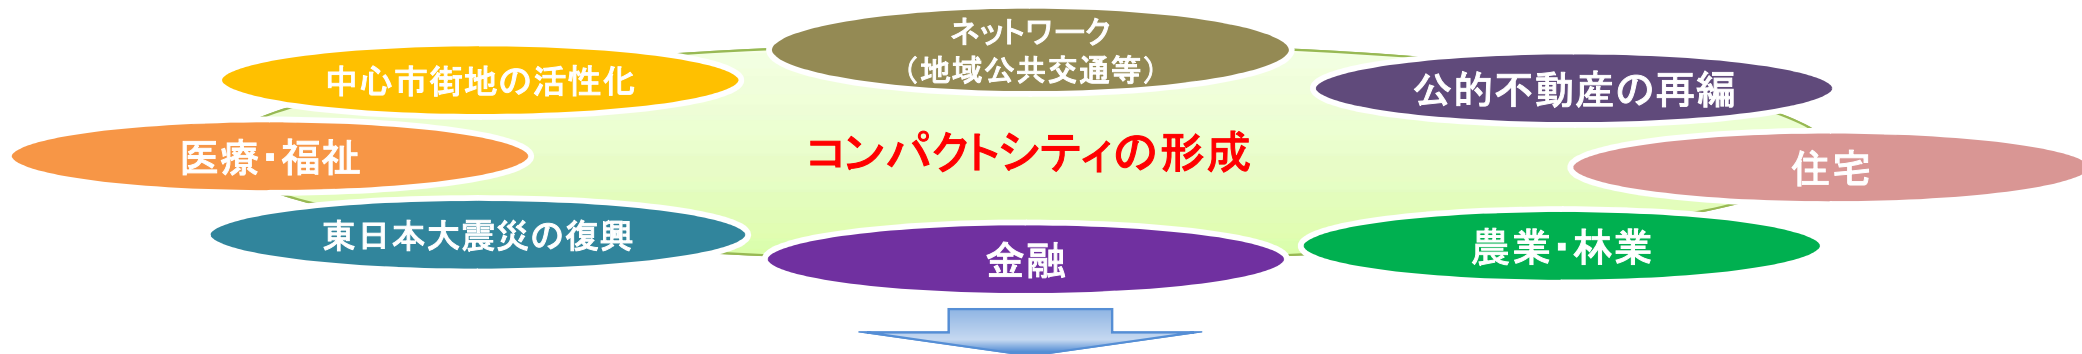 ネットワーク
（地域公共交通等）
中心市街地の活性化
公的不動産の再編
コンパクトシティの形成
医療・福祉
住宅
東日本大震災の復興
農業・林業
金融